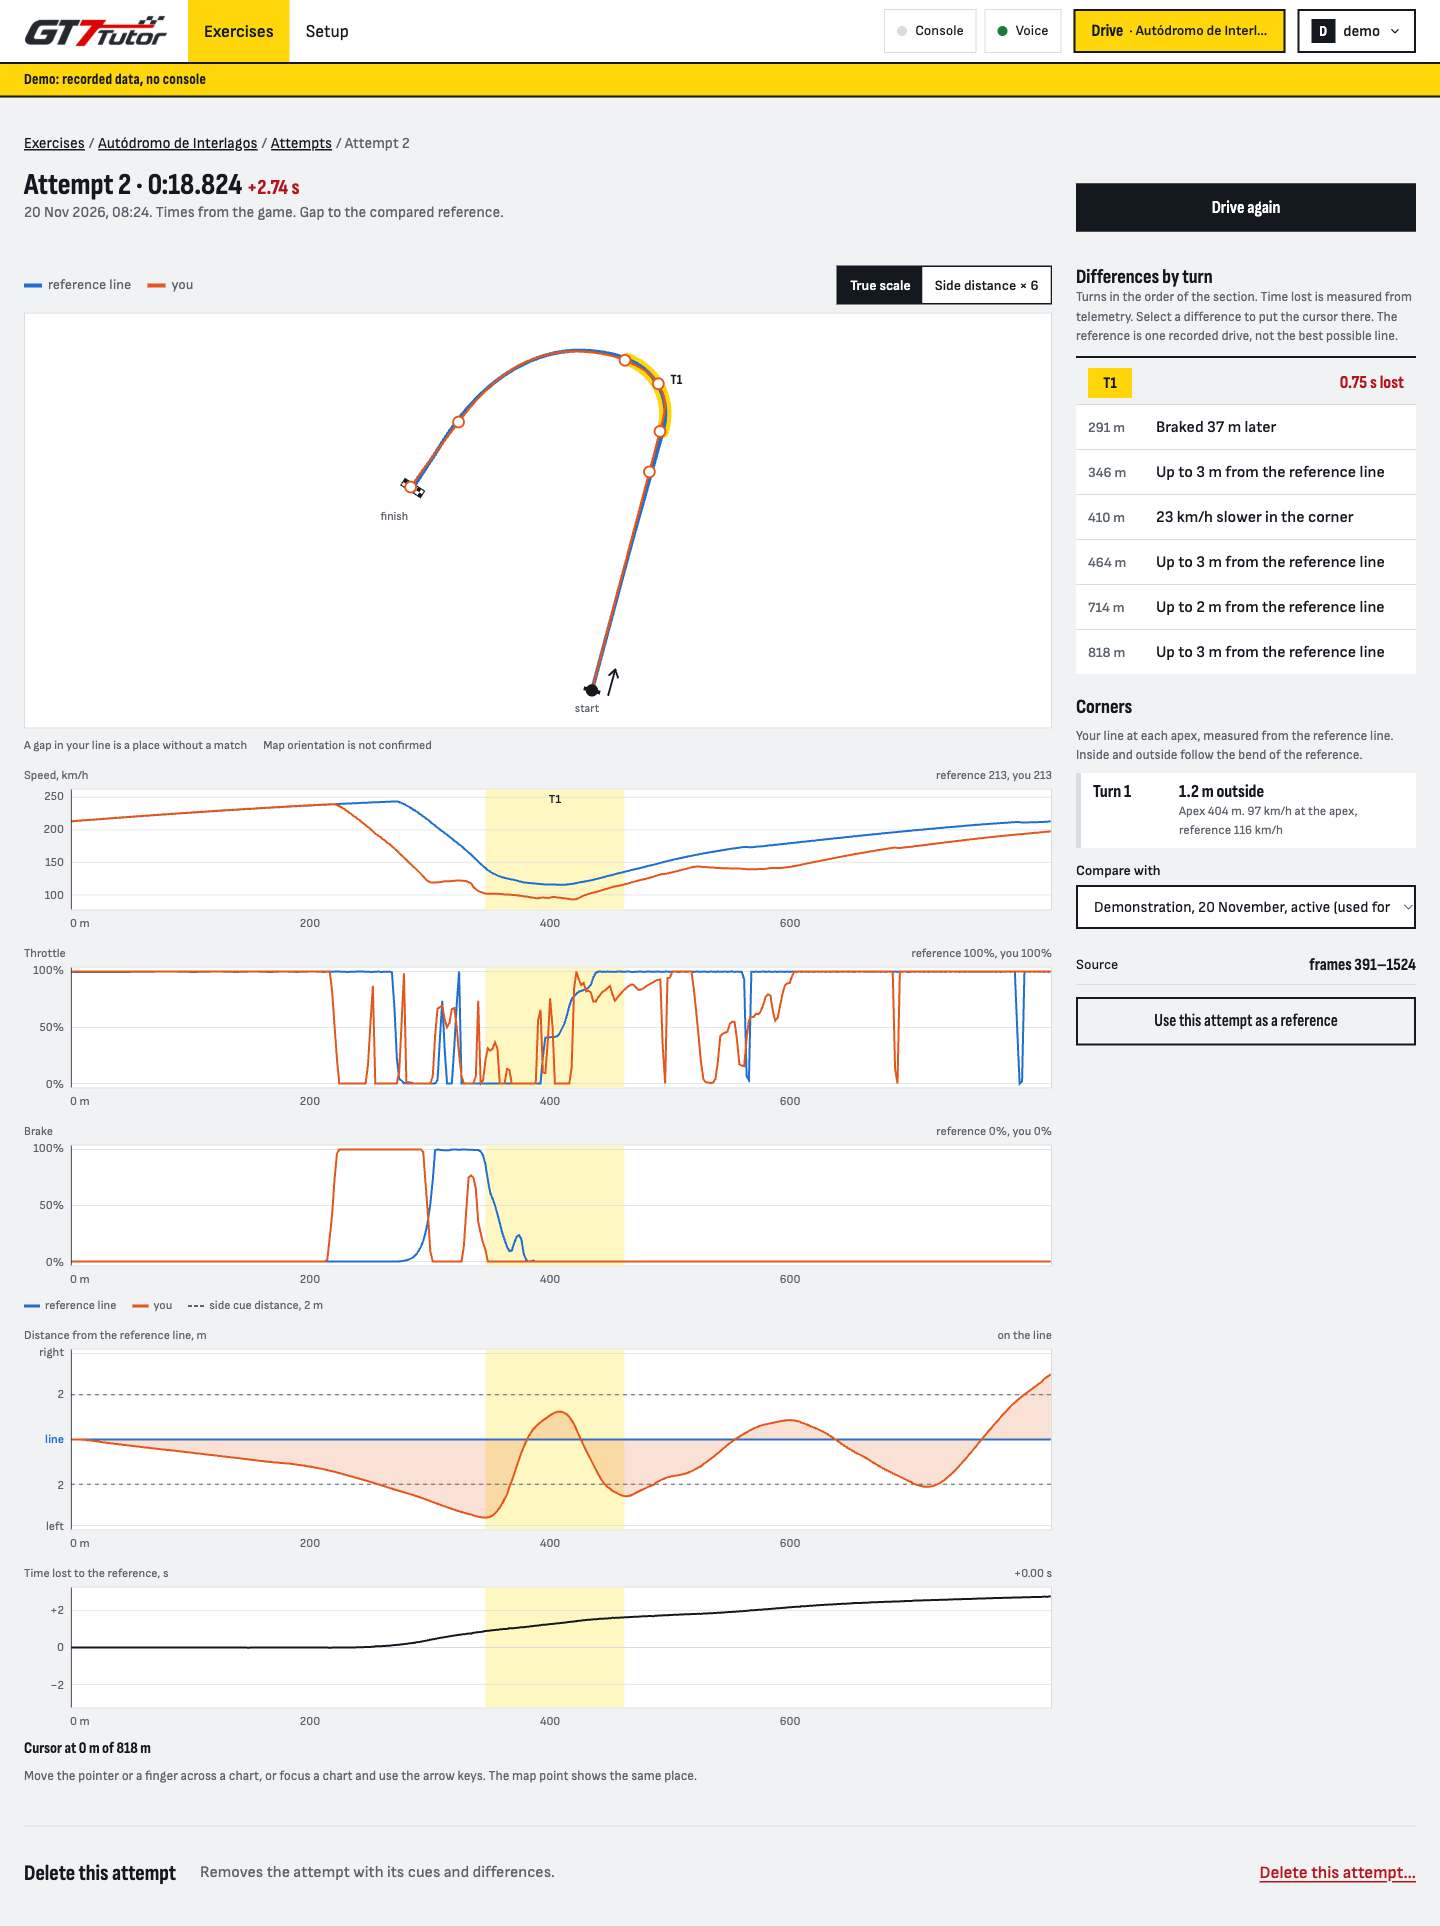 GT7 Tutor
Exercises
Setup
Console
Voice
Drive · Autódromo de Interl...
D demo
Demo: recorded data, no console
Exercises / Autódromo de Interlagos / Attempts / Attempt 2
Attempt 2 · 0:18.824 +2.74 s
20 Nov 2026, 08:24. Times from the game. Gap to the compared reference.
Drive again
reference line
you
True scale
Side distance × 6
T1
finish
start
A gap in your line is a place without a match
Map orientation is not confirmed
Speed, km/h
reference 213, you 213
T1
250
200
150
100
0 m
200
400
600
Throttle
reference 100%, you 100%
100%
50%
0%
0 m
200
400
600
Brake
reference 0%, you 0%
100%
50%
0%
0 m
200
400
600
reference line
you
side cue distance, 2 m
Distance from the reference line, m
on the line
right
2
line
2
left
0 m
200
400
600
Time lost to the reference, s
+0.00 s
+2
0
−2
0 m
200
400
600
Cursor at 0 m of 818 m
Move the pointer or a finger across a chart, or focus a chart and use the arrow keys. The map point shows the same place.
Differences by turn
Turns in the order of the section. Time lost is measured from
telemetry. Select a difference to put the cursor there. The
reference is one recorded drive, not the best possible line.
T1
0.75 s lost
291 m Braked 37 m later
346 m Up to 3 m from the reference line
410 m 23 km/h slower in the corner
464 m Up to 3 m from the reference line
714 m Up to 2 m from the reference line
818 m Up to 3 m from the reference line
Corners
Your line at each apex, measured from the reference line.
Inside and outside follow the bend of the reference.
Turn 1
1.2 m outside
Apex 404 m. 97 km/h at the apex,
reference 116 km/h
Compare with
Demonstration, 20 November, active (used for
Source
frames 391–1524
Use this attempt as a reference
Delete this attempt
Removes the attempt with its cues and differences.
Delete this attempt...